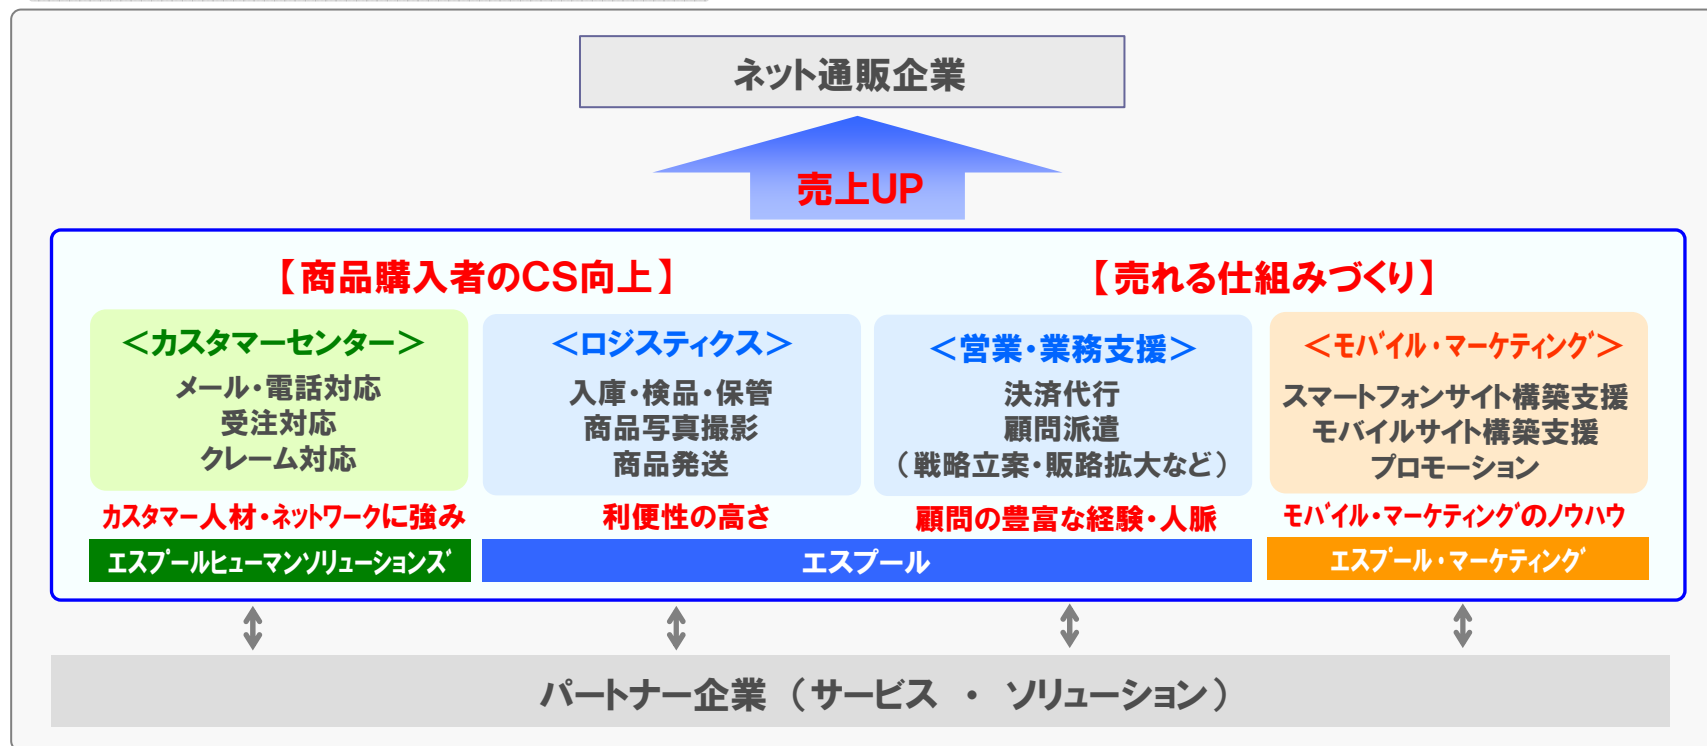 ネット通販企業
売上UP
【商品購入者のCS向上】
【売れる仕組みづくり】
＜カスタマーセンター＞
メール・電話対応
受注対応
クレーム対応
カスタマー人材・ネットワークに強み
エスプールヒューマンソリューションズ
＜ロジスティクス＞
入庫・検品・保管
商品写真撮影
商品発送
利便性の高さ
＜営業・業務支援＞
決済代行
顧問派遣
（戦略立案・販路拡大など）
顧問の豊富な経験・人脈
エスプール
＜モバイル・マーケティング＞
スマートフォンサイト構築支援
モバイルサイト構築支援
プロモーション
モバイル・マーケティングのノウハウ
エスプール・マーケティング
パートナー企業（サービス ・ ソリューション）